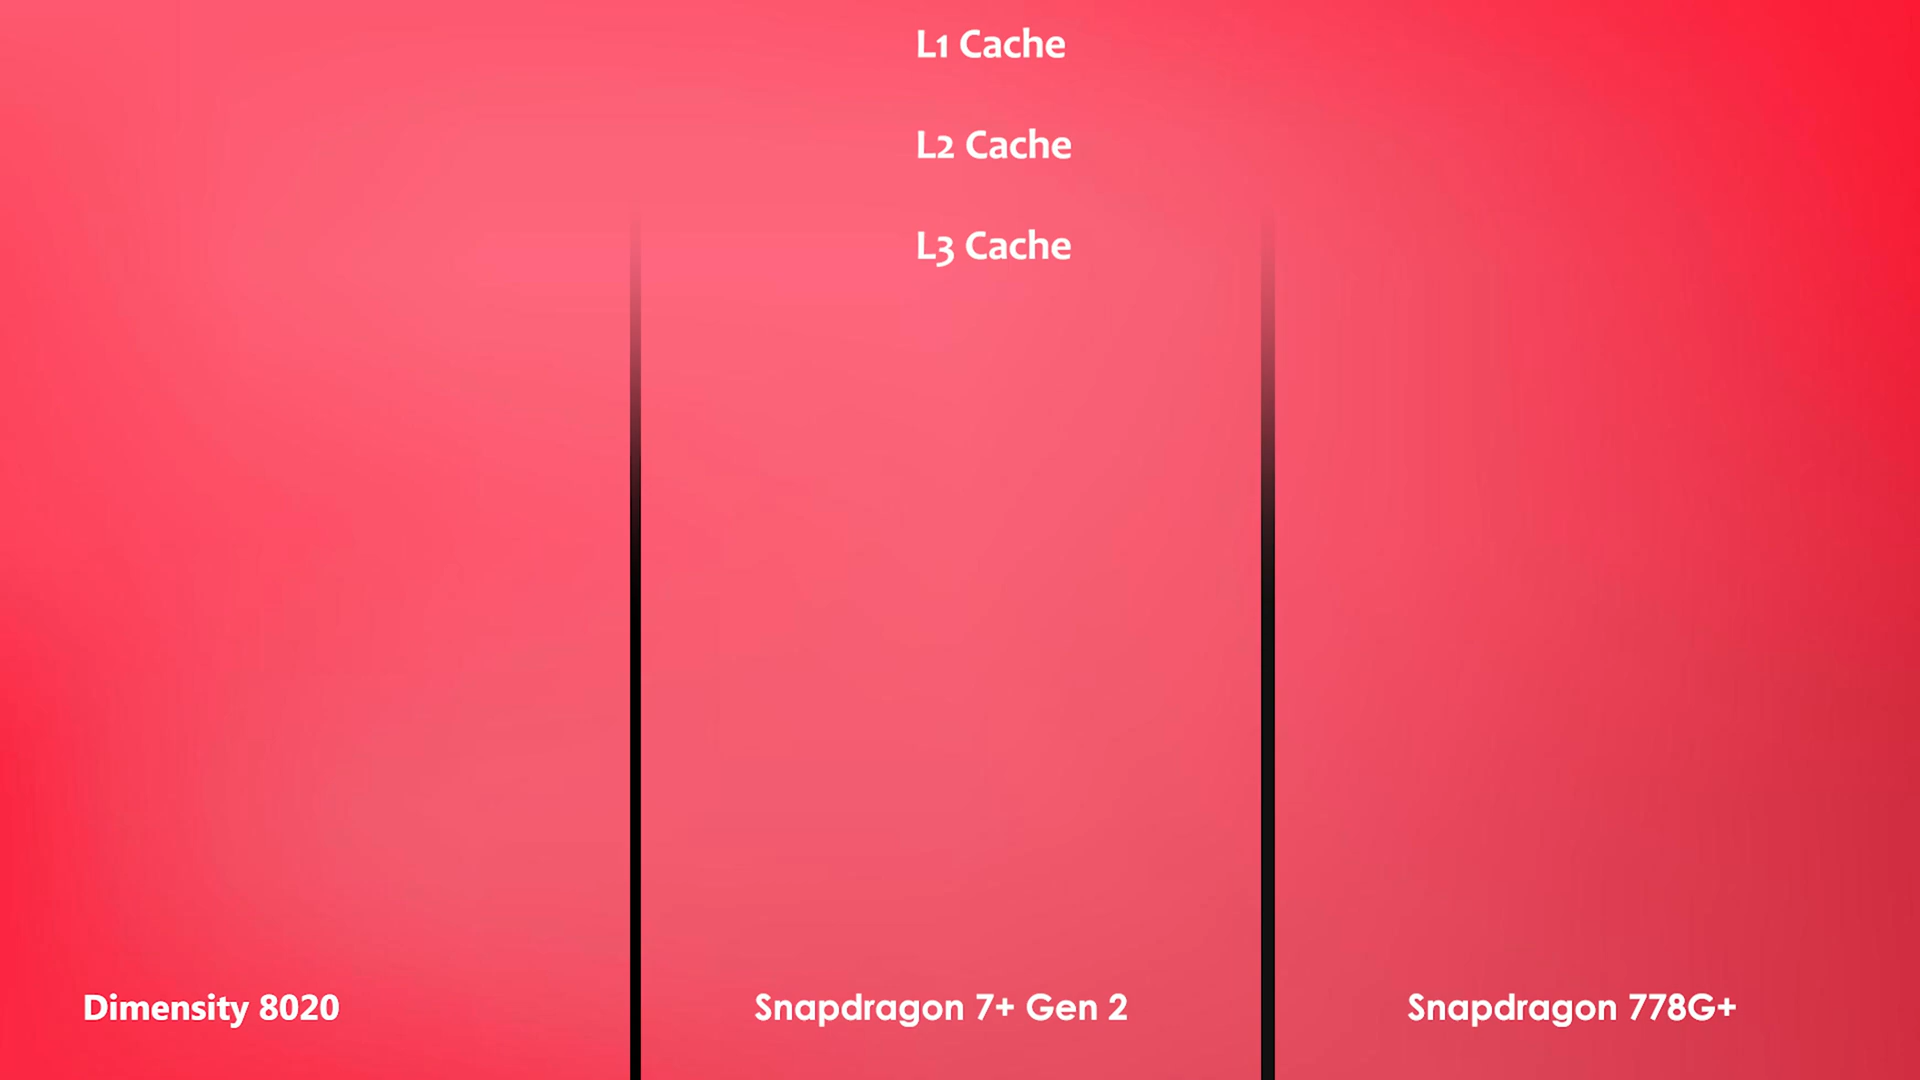 L1 Cache
L2 Cache
L3 Cache
Dimensity 8020
Snapdragon 7+ Gen 2
Snapdragon 778G+